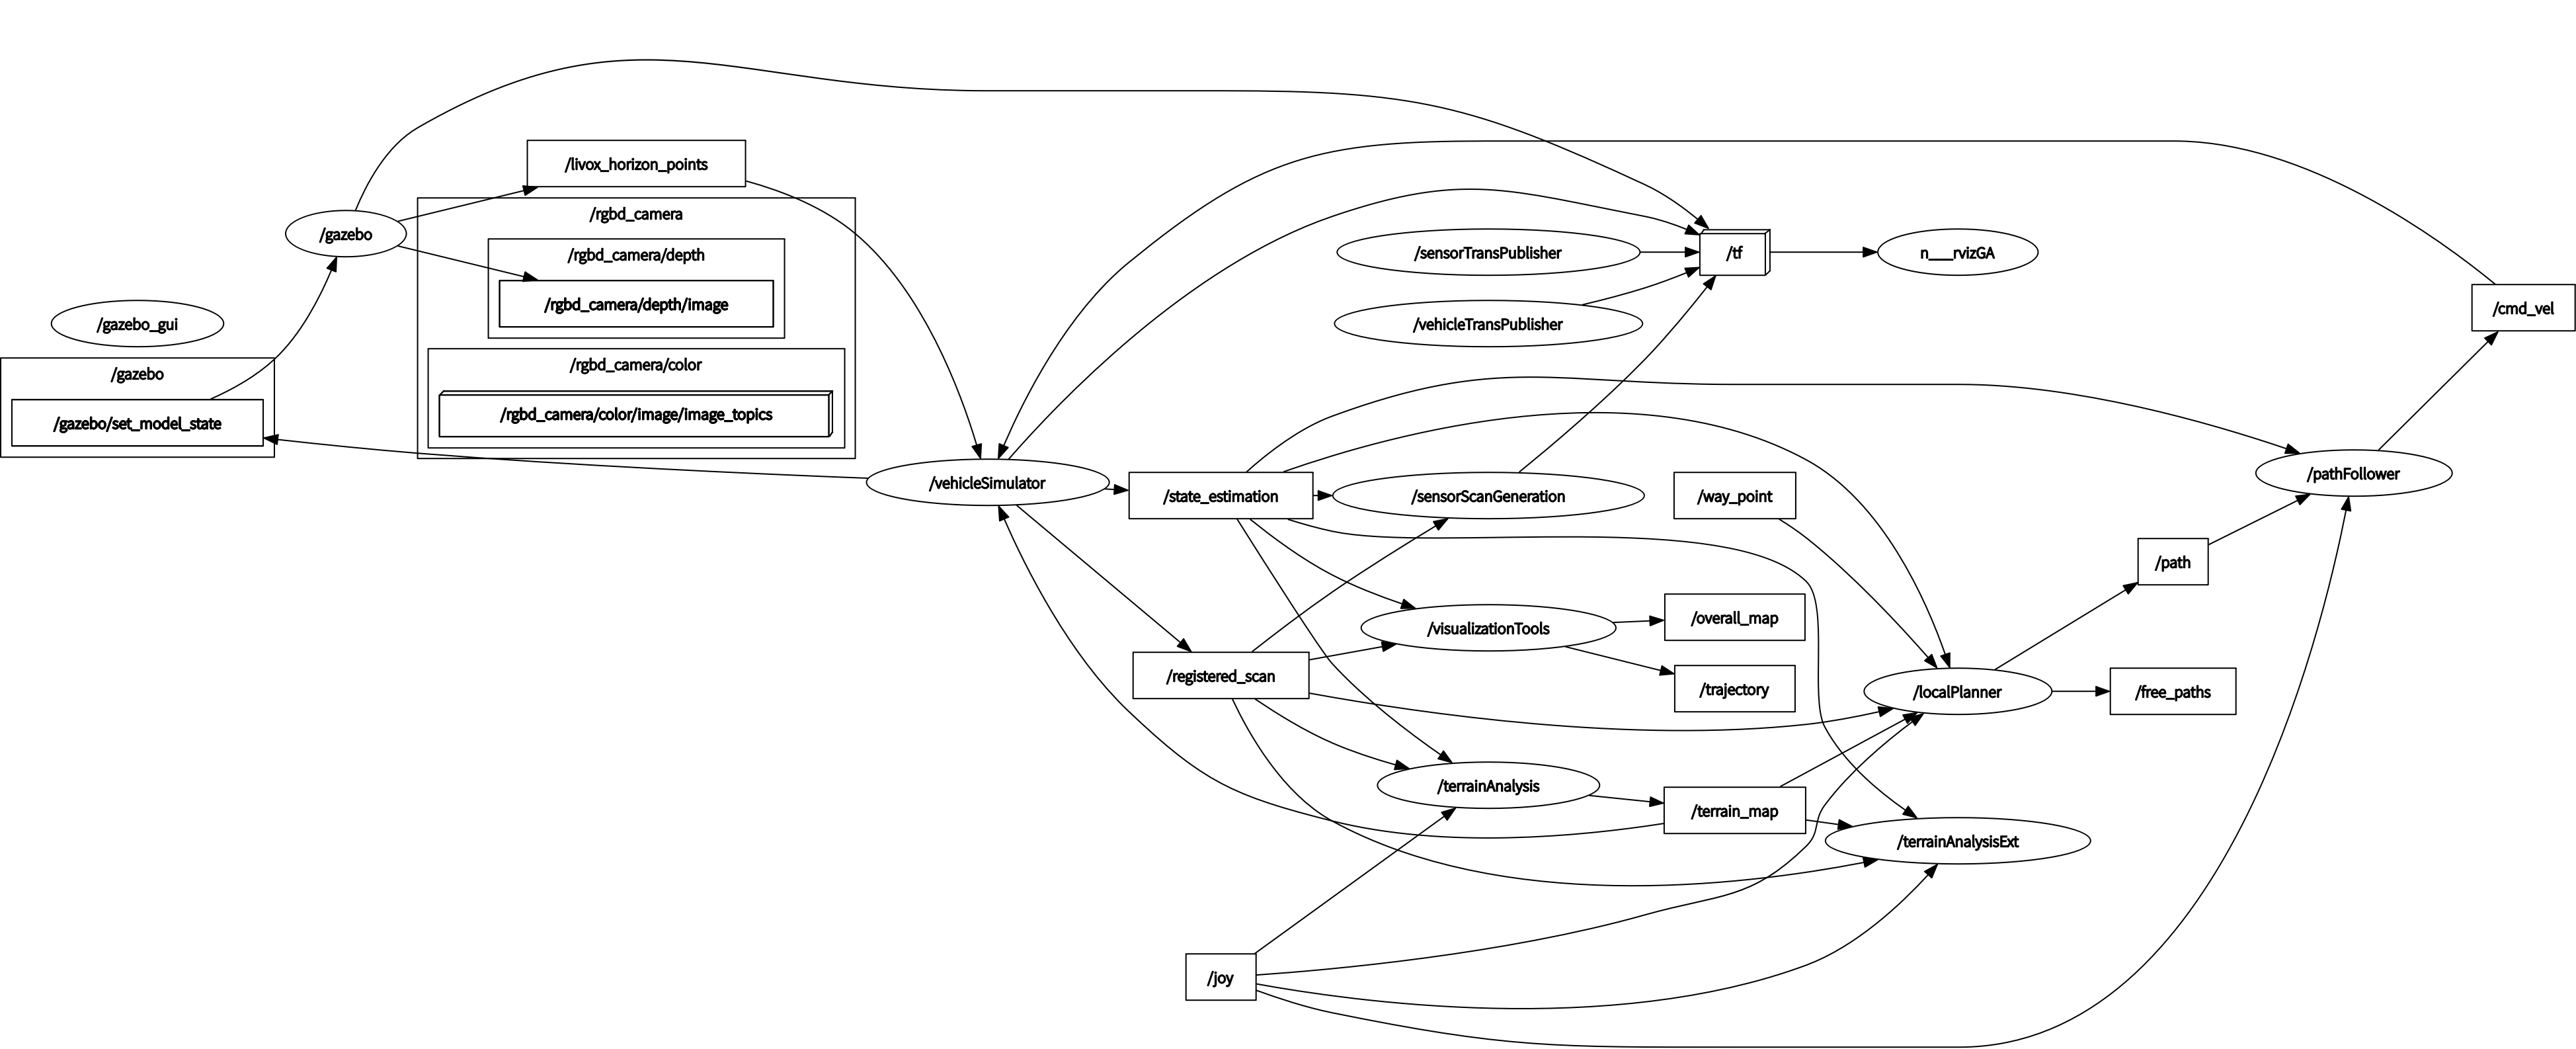 /livox_horizon_points
/rgbd_camera
/gazebo
/rgbd_camera/depth
/sensorTransPublisher
/tf
n___rvizGA
/rgbd_camera/depth/image
/cmd_vel
/gazebo_gui
/vehicleTransPublisher
/rgbd_camera/color
/gazebo
/rgbd_camera/color/image/image_topics
/gazebo/set_model_state
/pathFollower
/vehicleSimulator
/state_estimation
/sensorScanGeneration
/way_point
/path
/overall_map
/visualizationTools
/registered_scan
/trajectory
/localPlanner
/free_paths
/terrainAnalysis
/terrain_map
/terrainAnalysisExt
/joy